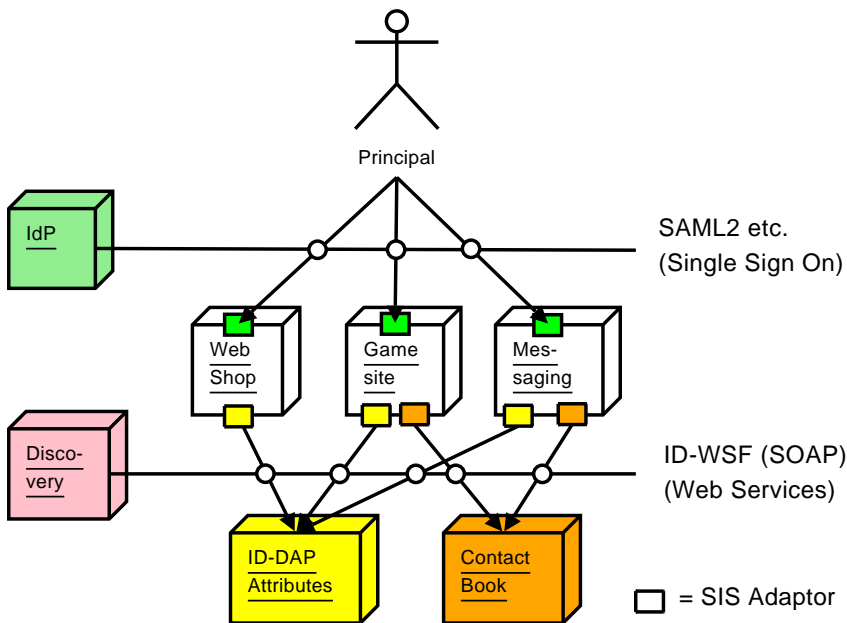 Principal
IdP
SAML2 etc.
(Single Sign On)
Web
Shop
Game
site
Mes-
saging
Disco-
very
ID-WSF (SOAP)
(Web Services)
ID-DAP
Attributes
Contact
Book
= SIS Adaptor